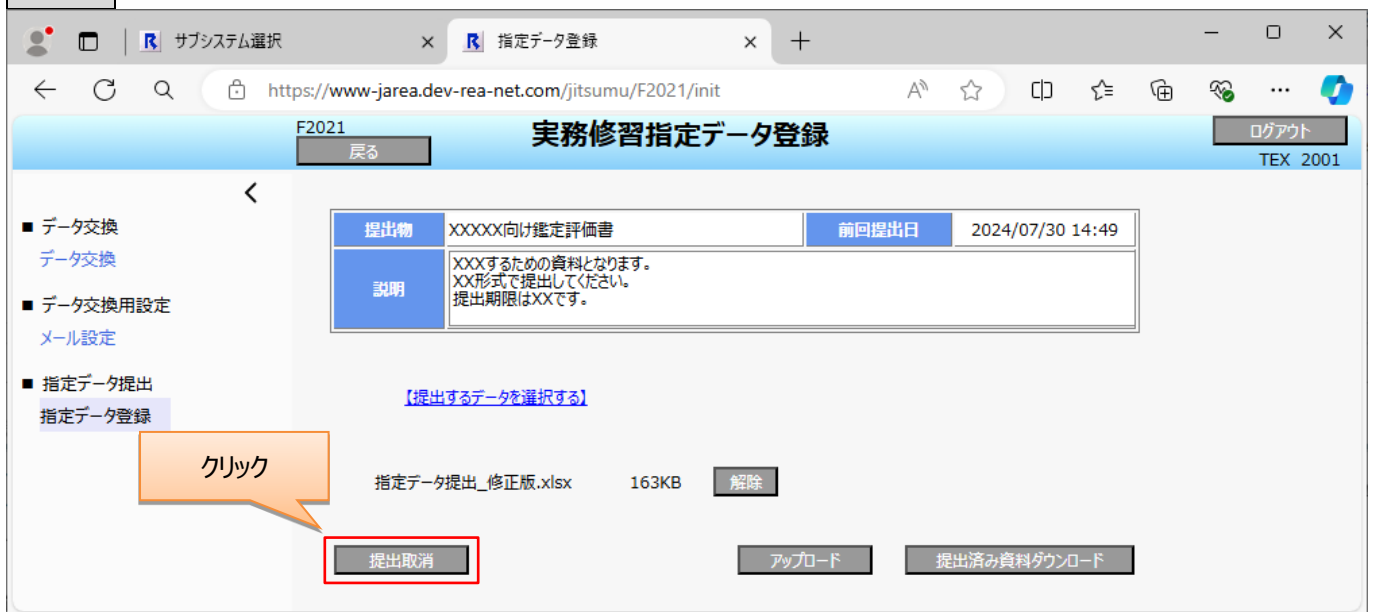 サブシステム選択
指定データ登録
https://www-jarea.dev-rea-net.com/jitsumu/F2021/init
F2021
戻る
実務修習指定データ登録
ログアウト
TEX 2001
■ データ交換
データ交換
■ データ交換用設定
メール設定
■ 指定データ提出
指定データ登録
提出物 XXXXX向け鑑定評価書 前回提出日 2024/07/30 14:49
説明
XXXするための資料となります。
XX形式で提出してください。
提出期限はXXです。
【提出するデータを選択する】
クリック
指定データ提出_修正版.xlsx 163KB 解除
提出取消 アップロード 提出済み資料ダウンロード